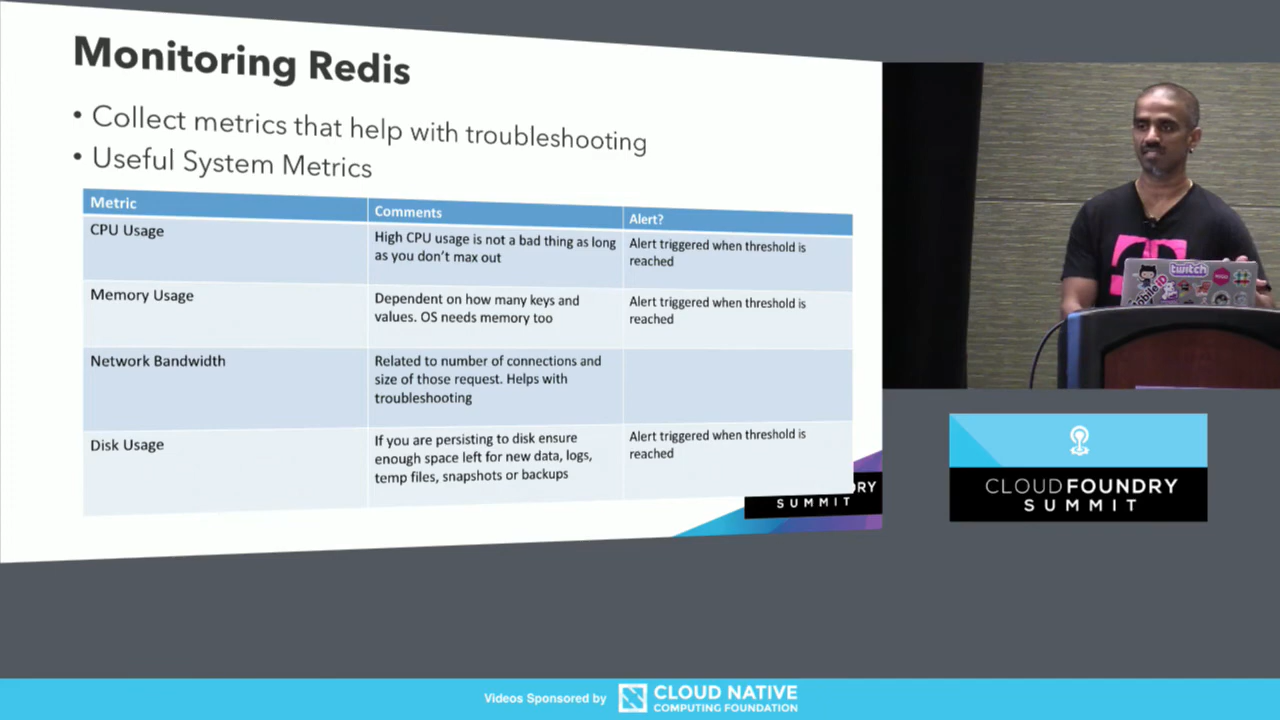 Monitoring Redis
• Collect metrics that help with troubleshooting
• Useful System Metrics
Metric
Comments
Alert?
CPU Usage
High CPU usage is not a bad thing as long
as you don't max out
Alert triggered when threshold is
reached
Memory Usage
Dependent on how many keys and
values. OS needs memory too
Alert triggered when threshold is
reached
Network Bandwidth
Related to number of connections and
size of those request. Helps with
troubleshooting
Disk Usage
If you are persisting to disk ensure
enough space left for new data, logs,
temp files, snapshots or backups
Alert triggered when threshold is
reached
SUMMIT
twitch
CLOUDFOUNDRY
SUMMIT
Videos Sponsored by
CLOUD NATIVE
COMPUTING FOUNDATION